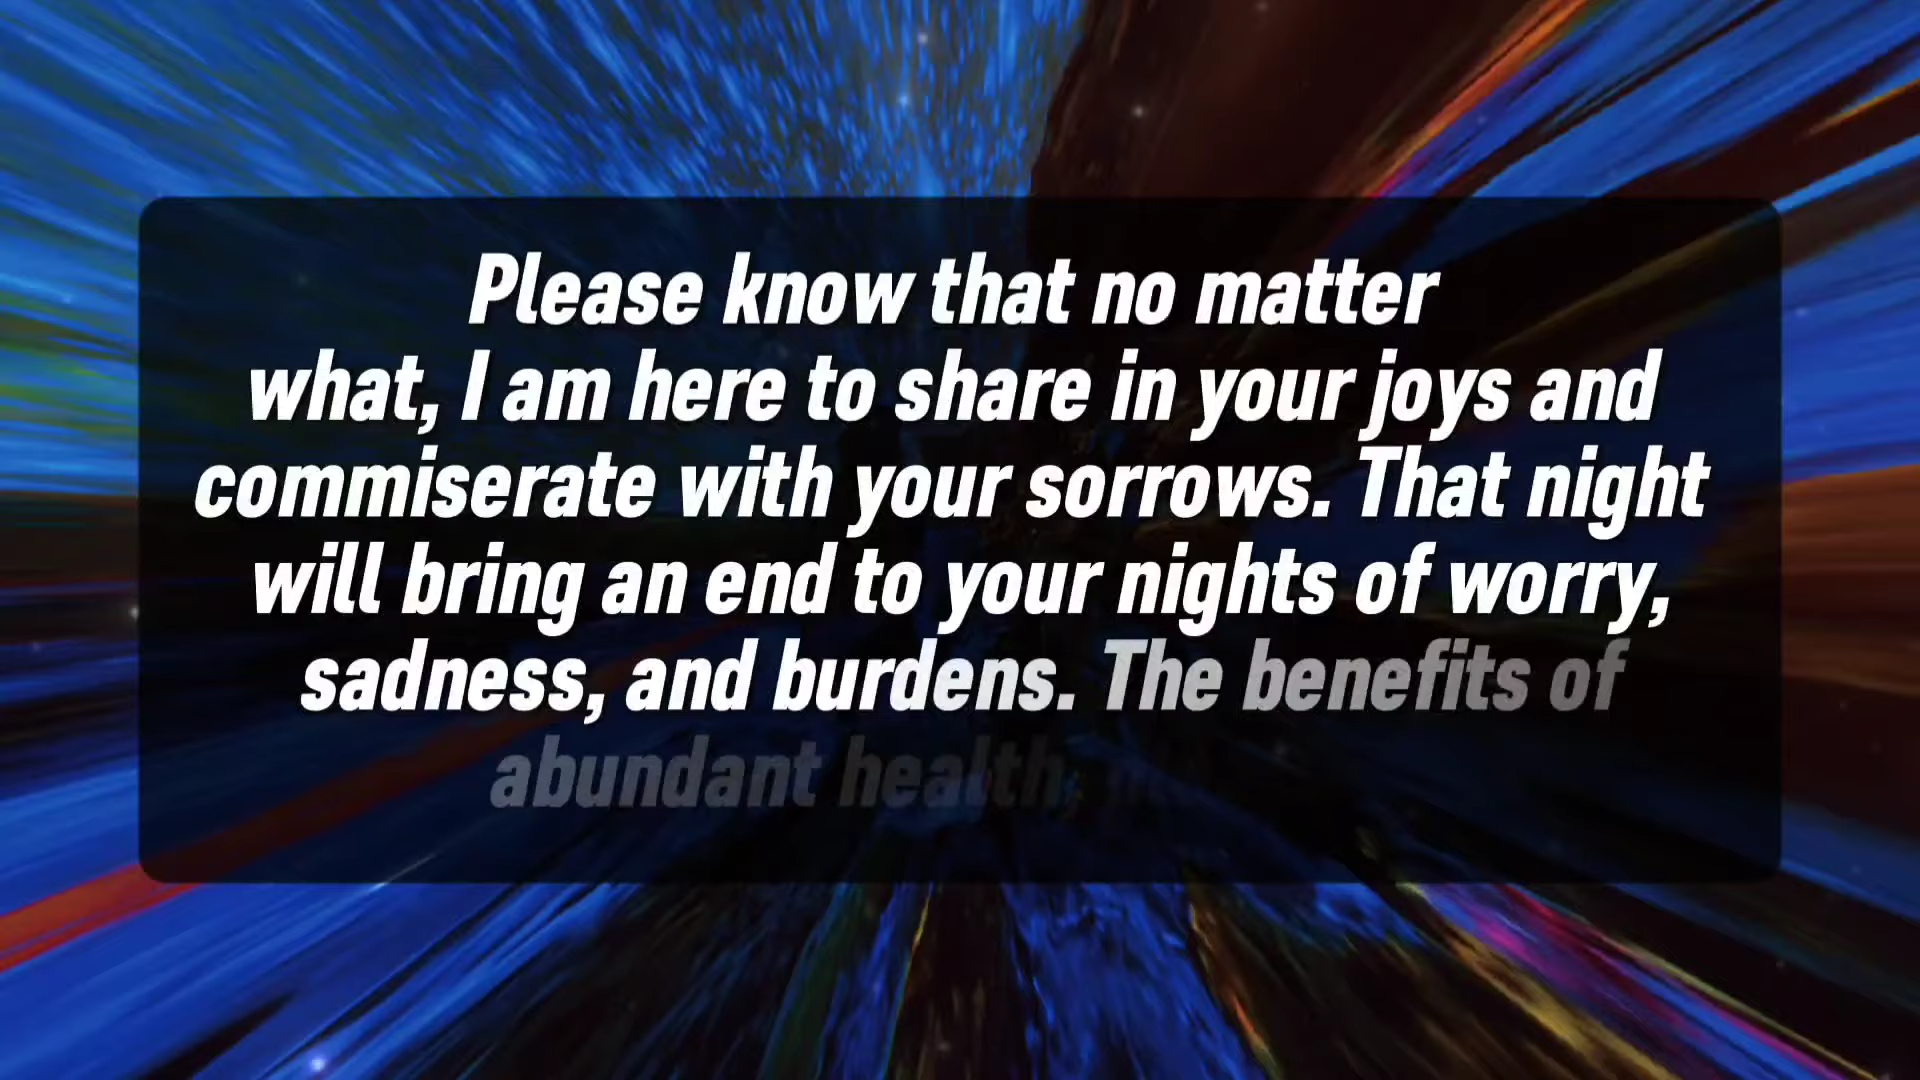 Please know that no matter
what, I am here to share in your joys and
commiserate with your sorrows. That night
will bring an end to your nights of worry,
sadness, and burdens. The benefits of
abundant health,